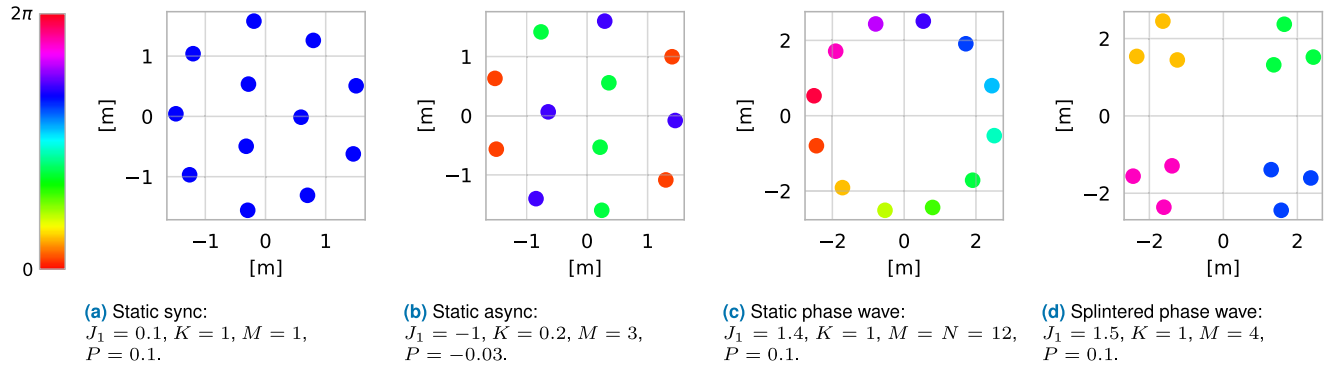 2π
0
1
0
−1
[m]
−1 0 1
[m]
1
0
−1
[m]
−1 0 1
[m]
2
0
−2
[m]
−2 0 2
[m]
2
0
−2
[m]
−2 0 2
[m]
(a) Static sync:
J₁ = 0.1, K = 1, M = 1,
P = 0.1.
(b) Static async:
J₁ = −1, K = 0.2, M = 3,
P = −0.03.
(c) Static phase wave:
J₁ = 1.4, K = 1, M = N = 12,
P = 0.1.
(d) Splintered phase wave:
J₁ = 1.5, K = 1, M = 4,
P = 0.1.